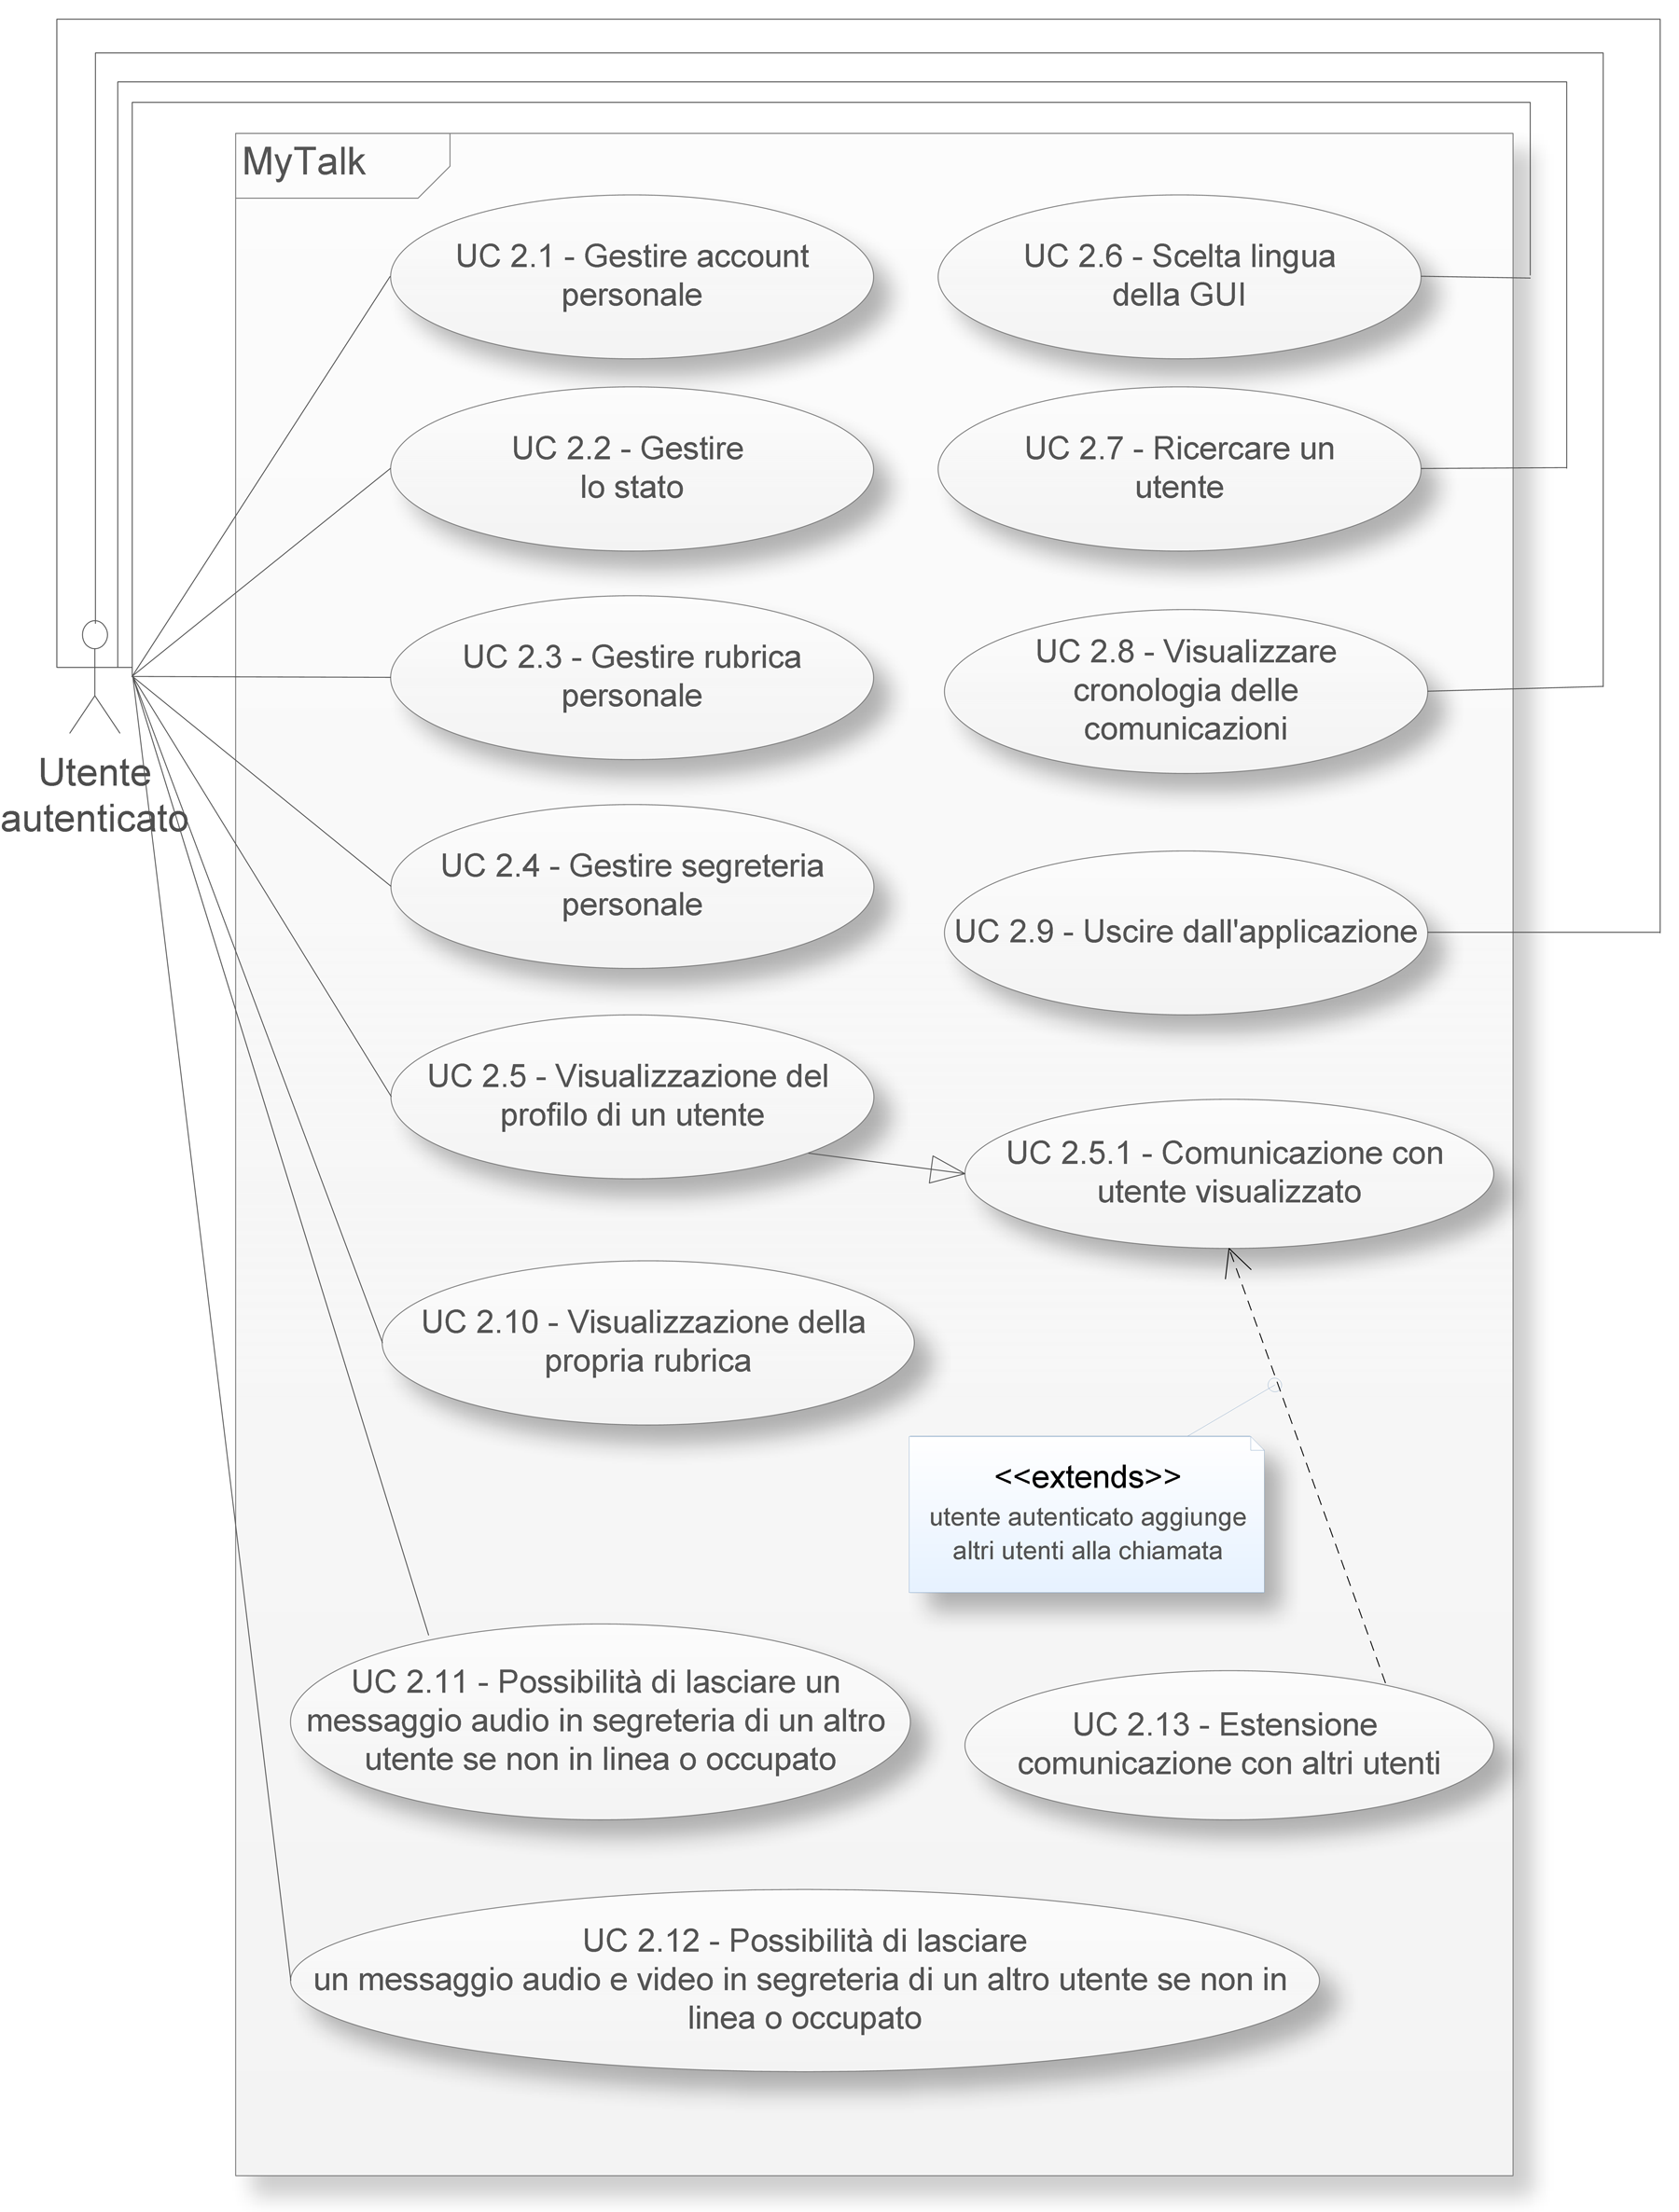 MyTalk
UC 2.1 - Gestire account
personale
UC 2.6 - Scelta lingua
della GUI
UC 2.2 - Gestire
lo stato
UC 2.7 - Ricercare un
utente
UC 2.3 - Gestire rubrica
personale
UC 2.8 - Visualizzare
cronologia delle
comunicazioni
Utente
autenticato
UC 2.4 - Gestire segreteria
personale
UC 2.9 - Uscire dall'applicazione
UC 2.5 - Visualizzazione del
profilo di un utente
UC 2.5.1 - Comunicazione con
utente visualizzato
UC 2.10 - Visualizzazione della
propria rubrica
<<extends>>
utente autenticato aggiunge
altri utenti alla chiamata
UC 2.11 - Possibilità di lasciare un
messaggio audio in segreteria di un altro
utente se non in linea o occupato
UC 2.13 - Estensione
comunicazione con altri utenti
UC 2.12 - Possibilità di lasciare
un messaggio audio e video in segreteria di un altro utente se non in
linea o occupato